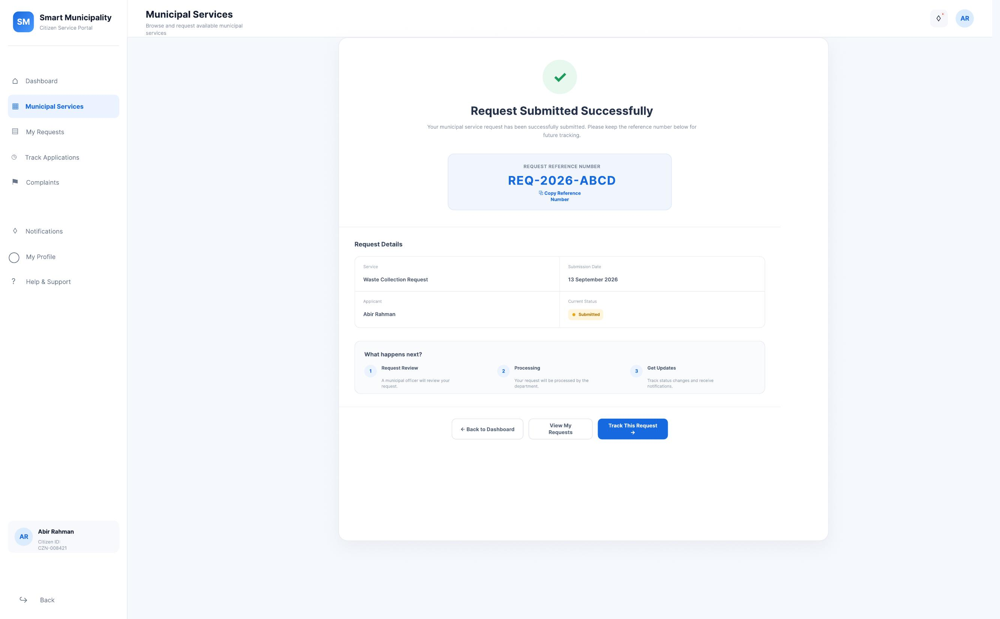 SM
Smart Municipality
Citizen Service Portal
Dashboard
Municipal Services
My Requests
Track Applications
Complaints
Notifications
My Profile
? Help & Support
AR
Abir Rahman
Citizen ID:
CZN-008421
Back
Municipal Services
Browse and request available municipal
services
AR
Request Submitted Successfully
Your municipal service request has been successfully submitted. Please keep the reference number below for
future tracking.
REQUEST REFERENCE NUMBER
REQ-2026-ABCD
Copy Reference
Number
Request Details
Service
Waste Collection Request
Submission Date
13 September 2026
Applicant
Abir Rahman
Current Status
Submitted
What happens next?
1
Request Review
A municipal officer will review your
request.
2
Processing
Your request will be processed by the
department.
3
Get Updates
Track status changes and receive
notifications.
← Back to Dashboard
View My
Requests
Track This Request
→